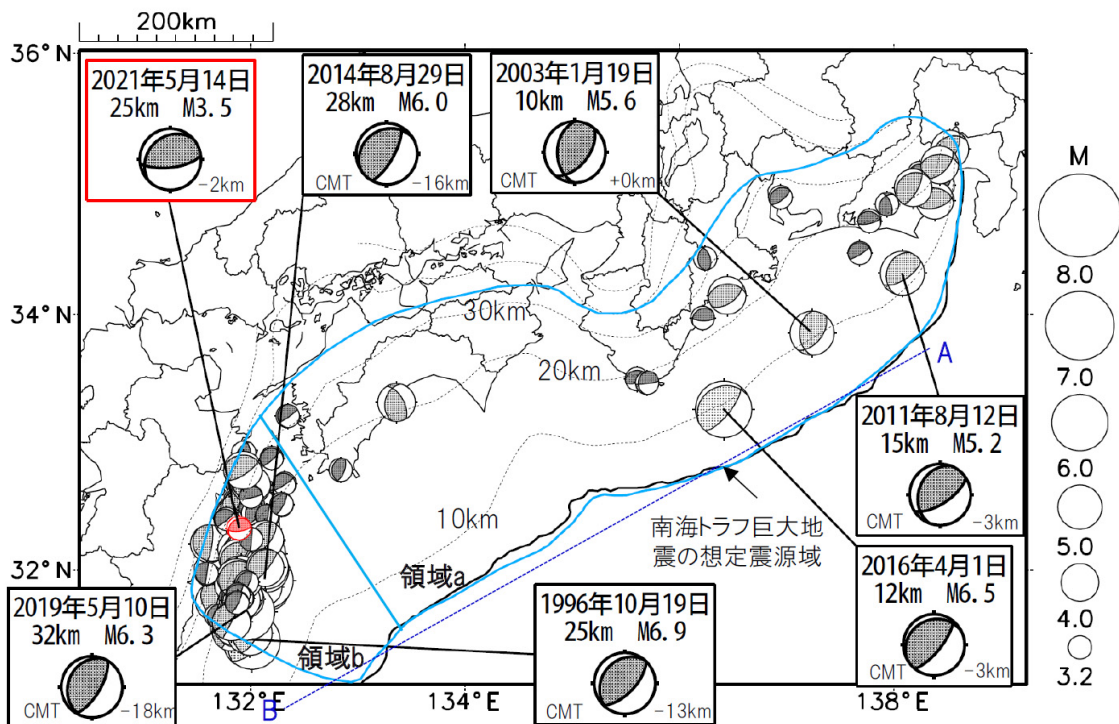 200km
36°N
2021年5月14日
25km M3.5
-2km
2014年8月29日
28km M6.0
CMT
-16km
2003年1月19日
10km M5.6
CMT
+0km
M
8.0
7.0
6.0
5.0
4.0
3.2
34°N
30km
20km
10km
A
2011年8月12日
15km M5.2
CMT
-3km
南海トラフ巨大地
震の想定震源域
32°N
領域a
領域b
2019年5月10日
32km M6.3
CMT
-18km
1996年10月19日
25km M6.9
CMT
-13km
2016年4月1日
12km M6.5
CMT
-3km
B
132°E
134°E
138°E